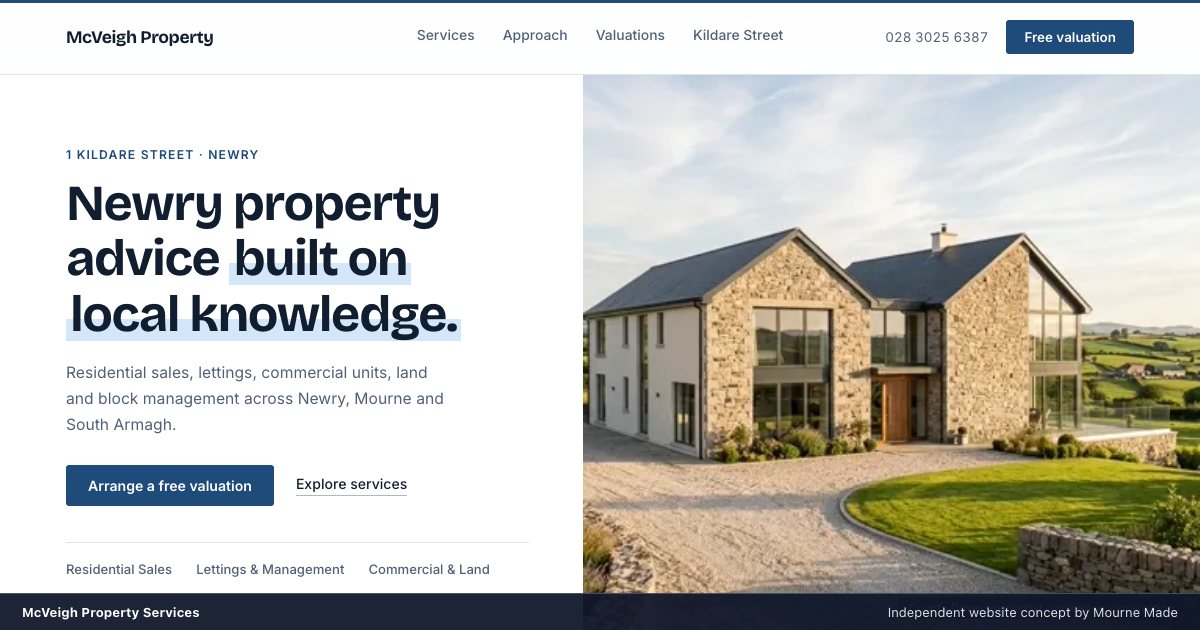 McVeigh Property
Services
Approach
Valuations
Kildare Street
028 3025 6387
Free valuation
1 KILDARE STREET · NEWRY
Newry property
advice built on
local knowledge.
Residential sales, lettings, commercial units, land
and block management across Newry, Mourne and
South Armagh.
Arrange a free valuation
Explore services
Residential Sales
Lettings & Management
Commercial & Land
McVeigh Property Services
Independent website concept by Mourne Made